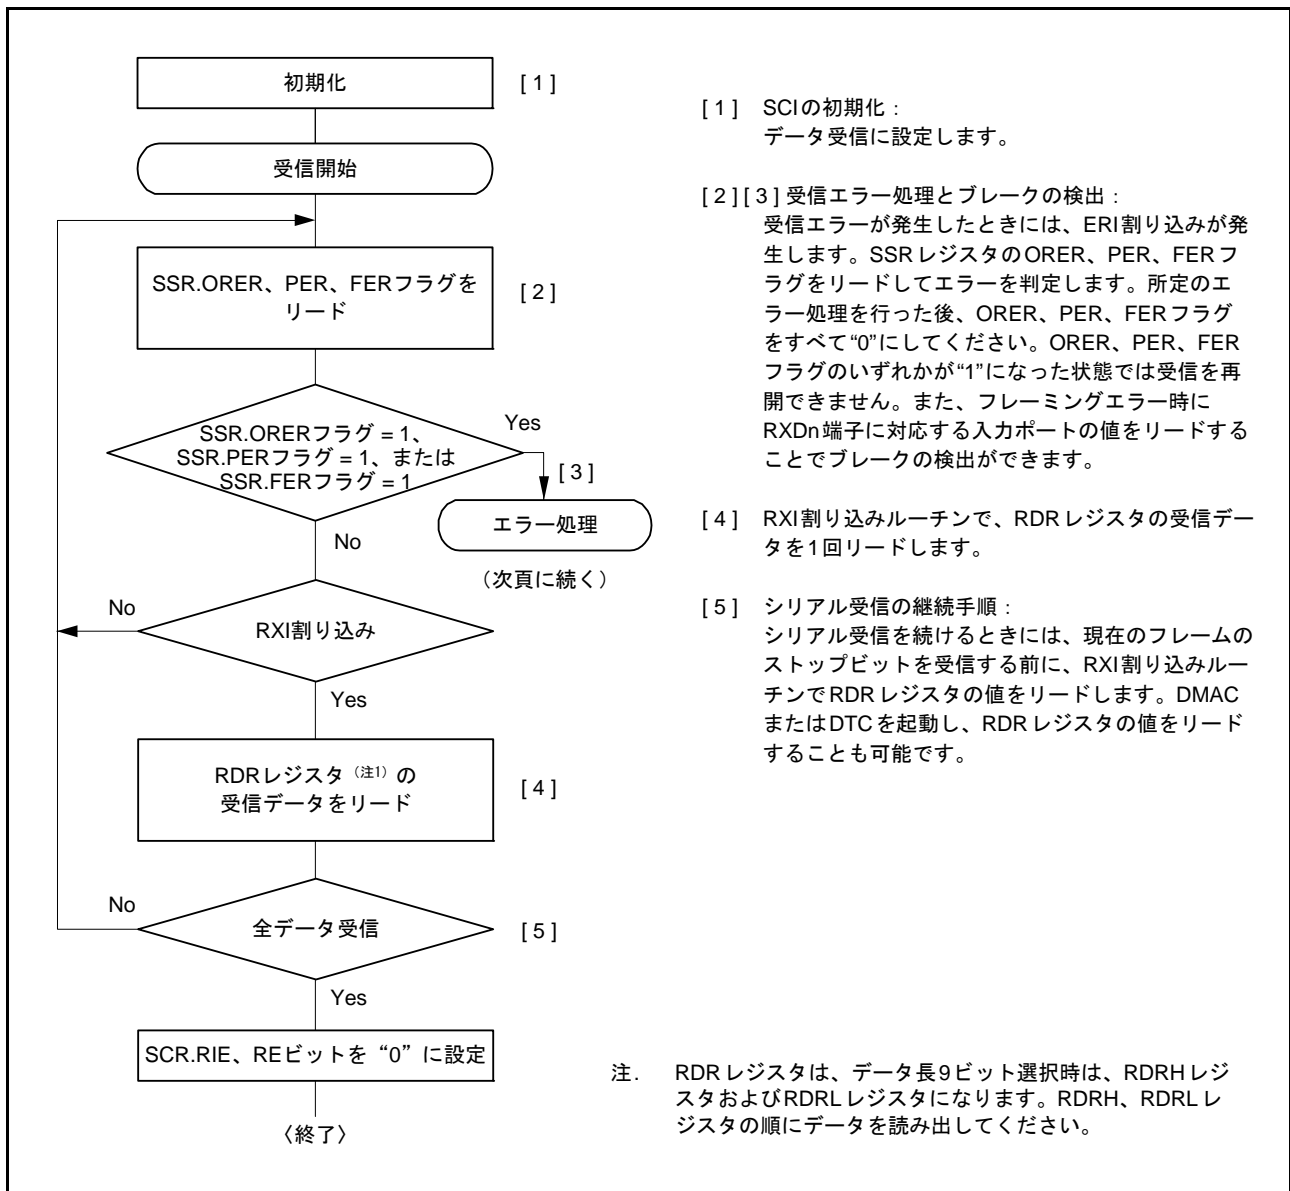 初期化
[ 1 ]
受信開始
SSR.ORER、PER、FERフラグを
リード
[ 2 ]
SSR.ORERフラグ = 1、
SSR.PERフラグ = 1、または
SSR.FERフラグ = 1
Yes
[ 3 ]
エラー処理
（次頁に続く）
No
RXI割り込み
No
Yes
RDRレジスタ（注1）の
受信データをリード
[ 4 ]
全データ受信
No
[ 5 ]
Yes
SCR.RIE、REビットを“0”に設定
〈終了〉
[ 1 ] SCIの初期化：
データ受信に設定します。
[ 2 ] [ 3 ] 受信エラー処理とブレークの検出：
受信エラーが発生したときには、ERI割り込みが発
生します。SSRレジスタのORER、PER、FERフ
ラグをリードしてエラーを判定します。所定のエ
ラー処理を行った後、ORER、PER、FERフラグ
をすべて“0”にしてください。ORER、PER、FER
フラグのいずれかが“1”になった状態では受信を再
開できません。また、フレーミングエラー時に
RXDn端子に対応する入力ポートの値をリードする
ことでブレークの検出ができます。
[ 4 ] RXI割り込みルーチンで、RDRレジスタの受信デー
タを1回リードします。
[ 5 ] シリアル受信の継続手順：
シリアル受信を続けるときには、現在のフレームの
ストップビットを受信する前に、RXI割り込みルー
チンでRDRレジスタの値をリードします。DMAC
またはDTCを起動し、RDRレジスタの値をリード
することも可能です。
注． RDRレジスタは、データ長9ビット選択時は、RDRHレジ
スタおよびRDRLレジスタになります。RDRH、RDRLレ
ジスタの順にデータを読み出してください。